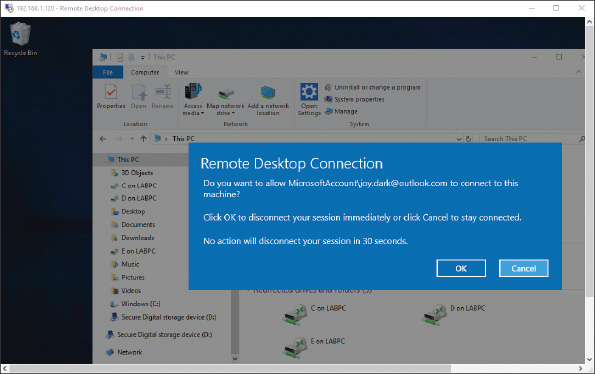 192.168.1.120 - Remote Desktop Connection
Recycle Bin
This PC
File Computer View
Properties Open Rename Access media Map network drive Add a network location Open Settings Uninstall or change a program
System properties
Manage
Location Network System
This PC Search This PC
This PC
3D Objects
C on LABPC
D on LABPC
Desktop
Documents
Downloads
E on LABPC
Music
Pictures
Videos
Windows (C:)
Secure Digital storage device (D:)
Secure Digital storage device (D:)
Network
Remote Desktop Connection
Do you want to allow MicrosoftAccount\joy.dark@outlook.com to connect to this
machine?
Click OK to disconnect your session immediately or click Cancel to stay connected.
No action will disconnect your session in 30 seconds.
OK Cancel
Redirected drives and folders (3)
C on LABPC D on LABPC
E on LABPC